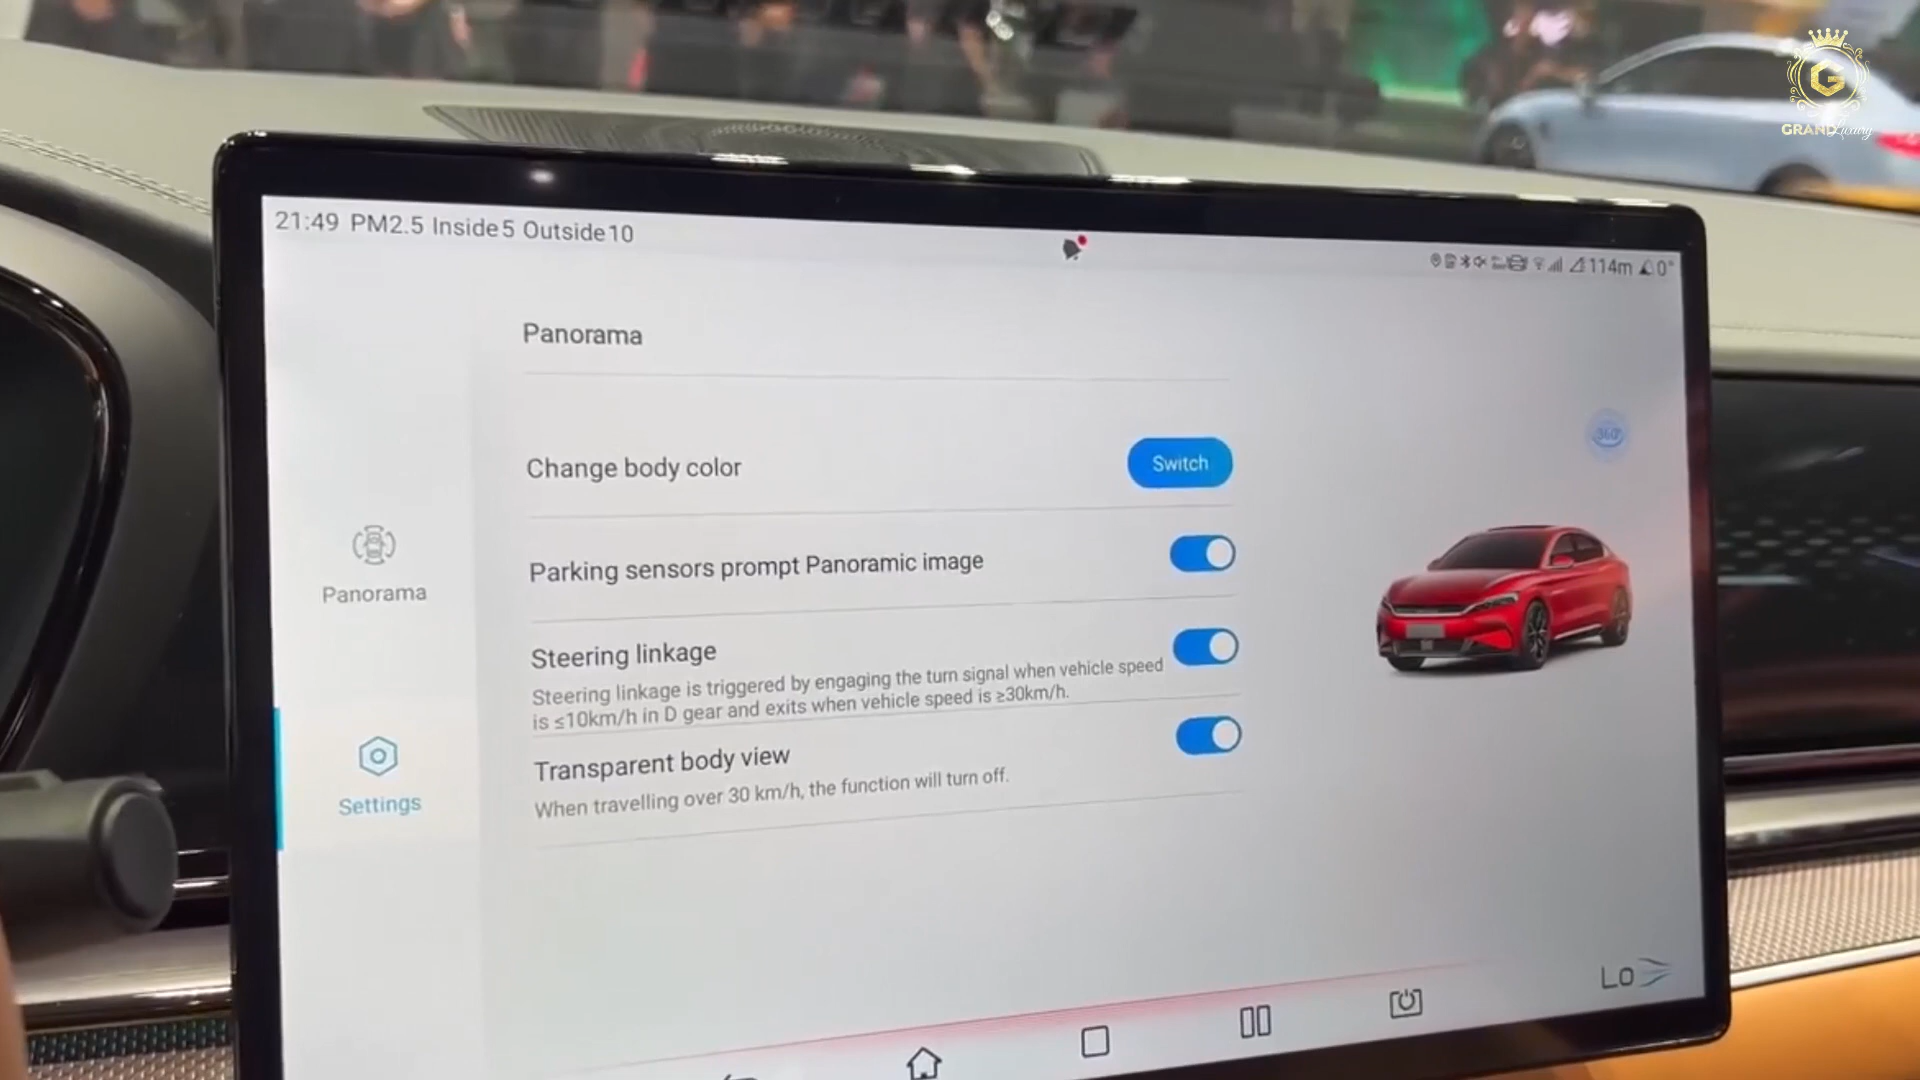 G
GRAND Luxury
21:49 PM2.5 Inside 5 Outside 10
114m 0°
Panorama
Change body color
Switch
360°
Parking sensors prompt Panoramic image
Panorama
Steering linkage
Steering linkage is triggered by engaging the turn signal when vehicle speed
is ≤10km/h in D gear and exits when vehicle speed is ≥30km/h.
Transparent body view
When travelling over 30 km/h, the function will turn off.
Settings
Lo